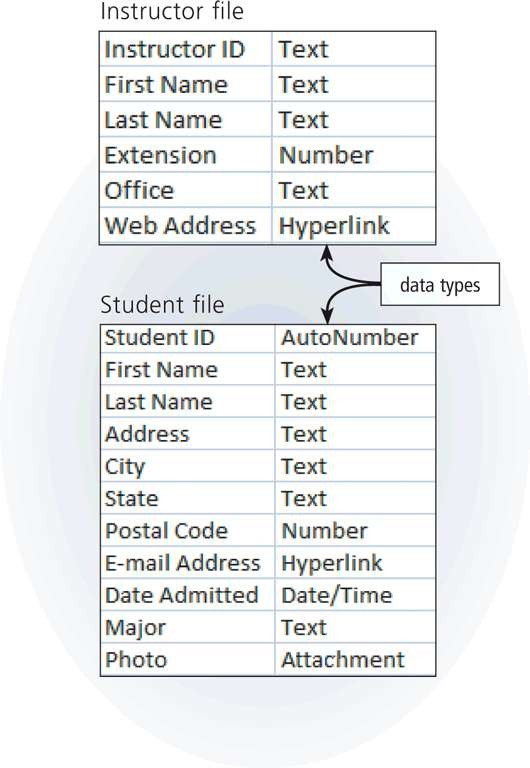 Instructor file
Instructor ID Text
First Name Text
Last Name Text
Extension Number
Office Text
Web Address Hyperlink
data types
Student file
Student ID AutoNumber
First Name Text
Last Name Text
Address Text
City Text
State Text
Postal Code Number
E-mail Address Hyperlink
Date Admitted Date/Time
Major Text
Photo Attachment